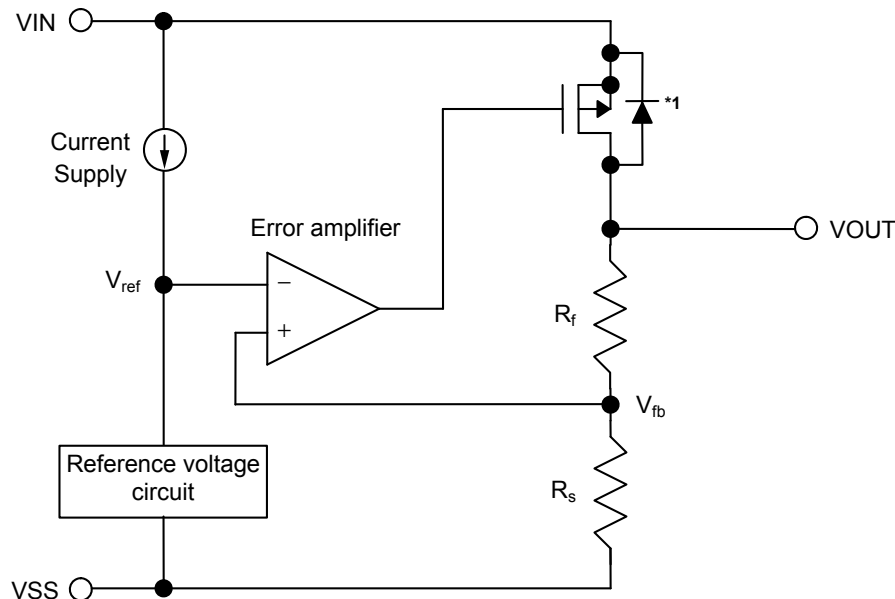 VIN
*1
Current
Supply
Error amplifier
VOUT
Vref
−
+
Rf
Vfb
Reference voltage
circuit
Rs
VSS